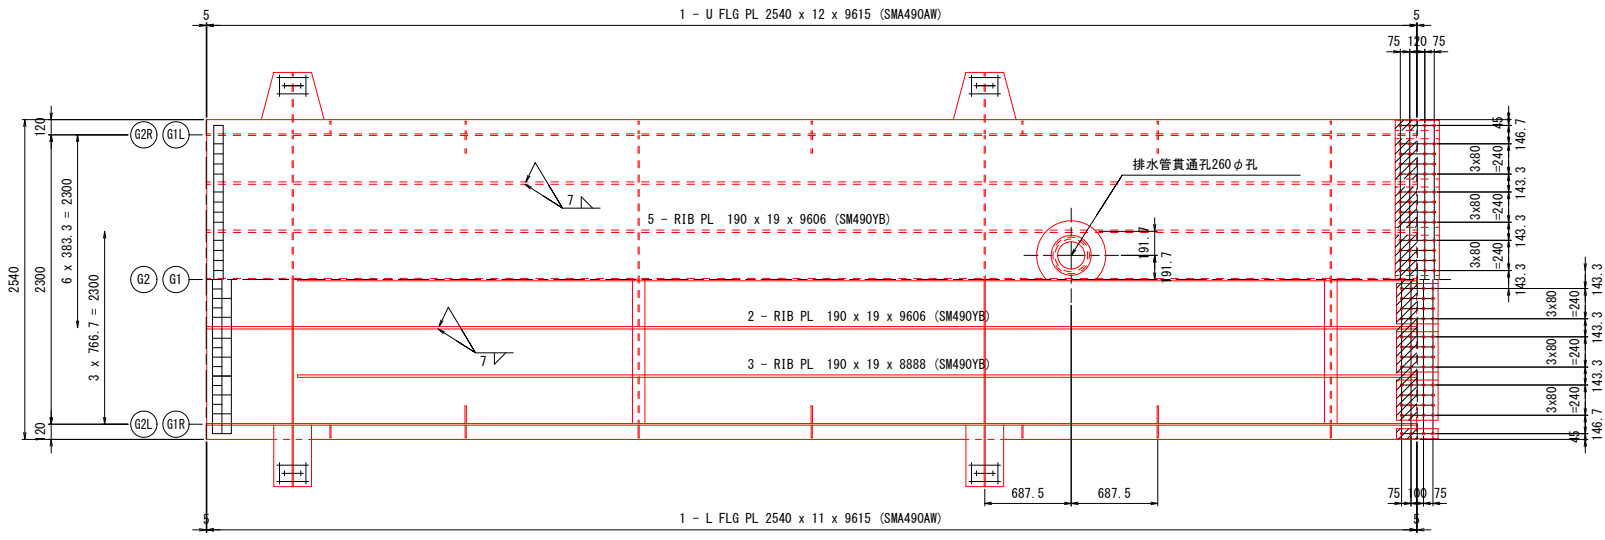 1 - U FLG PL 2540 x 12 x 9615 (SMA490AW)
5
5
75 120 75
G2R
G1L
120
45
146.7
排水管貫通孔260φ孔
3x80
=240
143.3
7
5 - RIB PL 190 x 19 x 9606 (SM490YB)
6 x 383.3 = 2300
3x80
=240
143.3
191.7
191.7
3x80
=240
143.3
2540
2300
G2
G1
143.3
2 - RIB PL 190 x 19 x 9606 (SM490YB)
3x80
=240
143.3
3 x 766.7 = 2300
7
3 - RIB PL 190 x 19 x 8888 (SM490YB)
3x80
=240
143.3
3x80
=240
G2L
G1R
120
146.7
45
687.5
687.5
75 100 75
5
5
1 - L FLG PL 2540 x 11 x 9615 (SMA490AW)